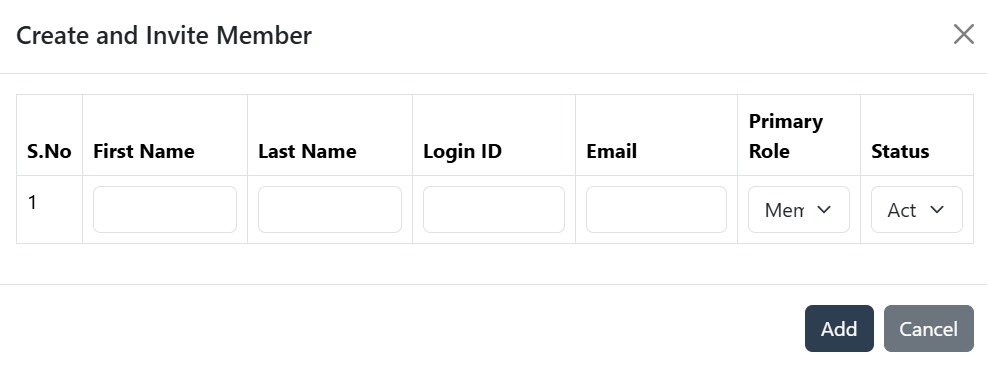 Create and Invite Member
S.No First Name Last Name Login ID Email Primary Role Status
1 Mem Act
Add Cancel